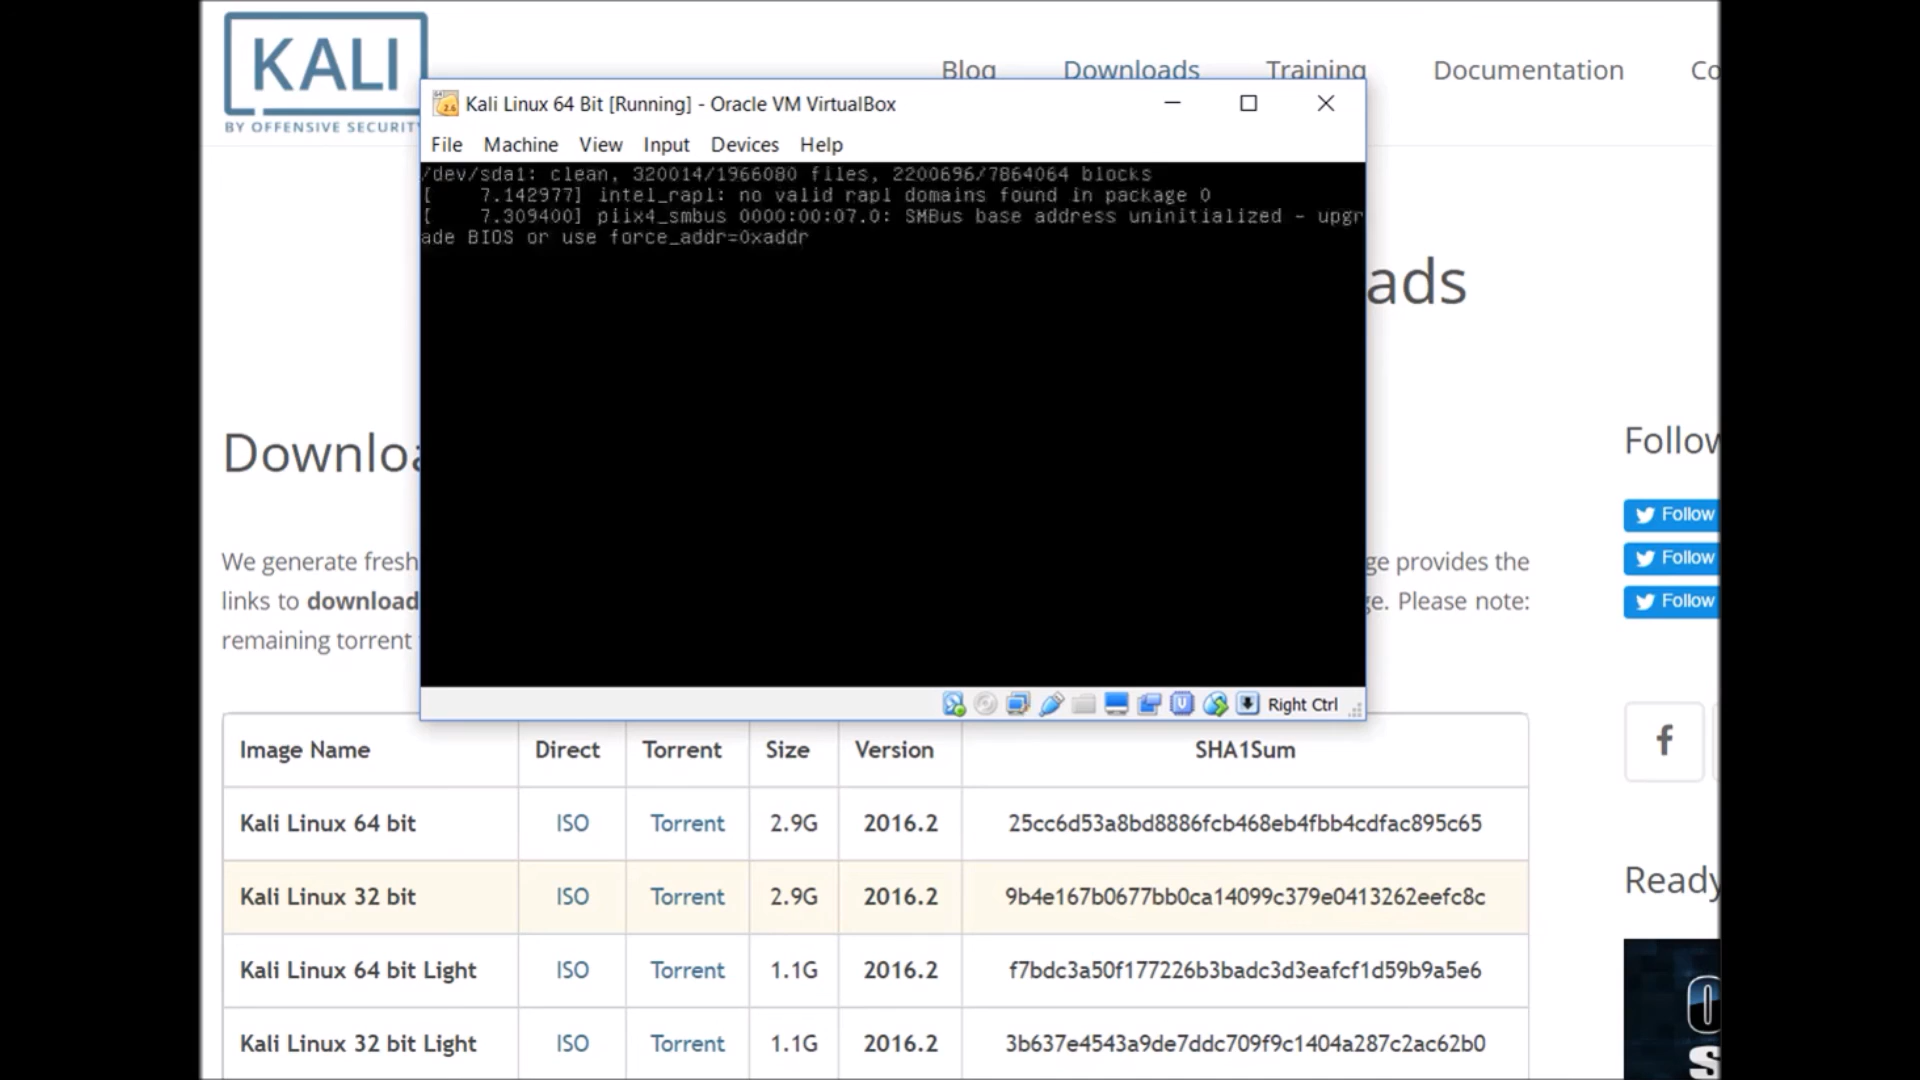 KALI
BY OFFENSIVE SECURITY
Blog Downloads Training Documentation Co
Kali Linux 64 Bit [Running] - Oracle VM VirtualBox
File Machine View Input Devices Help
/dev/sda1: clean, 320014/1966080 files, 2200696/7864064 blocks
[    7.142977] intel_rapl: no valid rapl domains found in package 0
[    7.309400] piix4_smbus 0000:00:07.0: SMBus base address uninitialized - upgr
ade BIOS or use force_addr=0xaddr
ads
Downloa
Follow
We generate fresh ge provides the
links to download ge. Please note:
remaining torrent
Follow
Follow
Follow
Right Ctrl
Image Name Direct Torrent Size Version SHA1Sum
Kali Linux 64 bit ISO Torrent 2.9G 2016.2 25cc6d53a8bd8886fcb468eb4fbb4cdfac895c65
Kali Linux 32 bit ISO Torrent 2.9G 2016.2 9b4e167b0677bb0ca14099c379e0413262eefc8c
Kali Linux 64 bit Light ISO Torrent 1.1G 2016.2 f7bdc3a50f177226b3badc3d3eafcf1d59b9a5e6
Kali Linux 32 bit Light ISO Torrent 1.1G 2016.2 3b637e4543a9de7ddc709f9c1404a287c2ac62b0
Ready